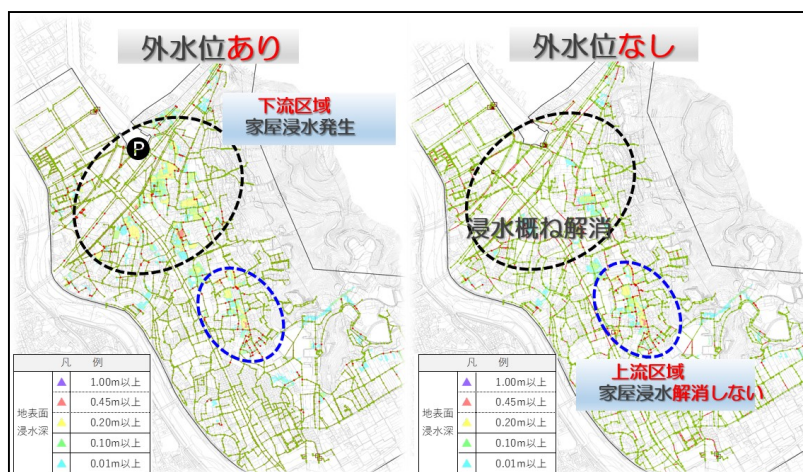 外水位あり
下流区域
家屋浸水発生
P
凡 例
地表面
浸水深
1.00m以上
0.45m以上
0.20m以上
0.10m以上
0.01m以上
外水位なし
浸水概ね解消
上流区域
家屋浸水解消しない
凡 例
地表面
浸水深
1.00m以上
0.45m以上
0.20m以上
0.10m以上
0.01m以上